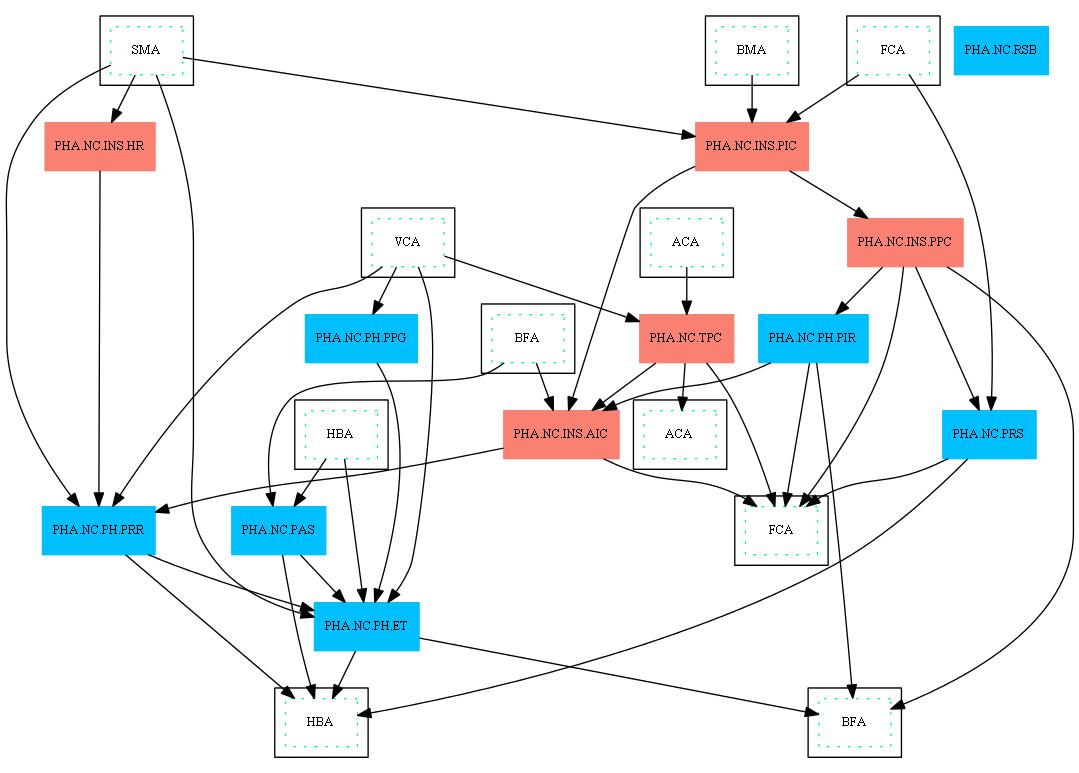 SMA
BMA
FCA
PHA.NC.RSB
PHA.NC.INS.HR
PHA.NC.INS.PIC
VCA
ACA
PHA.NC.INS.PPC
PHA.NC.PH.PPG
BFA
PHA.NC.TPC
PHA.NC.PH.PIR
HBA
PHA.NC.INS.AIC
ACA
PHA.NC.PRS
PHA.NC.PH.PRR
PHA.NC.PAS
FCA
PHA.NC.PH.ET
HBA
BFA